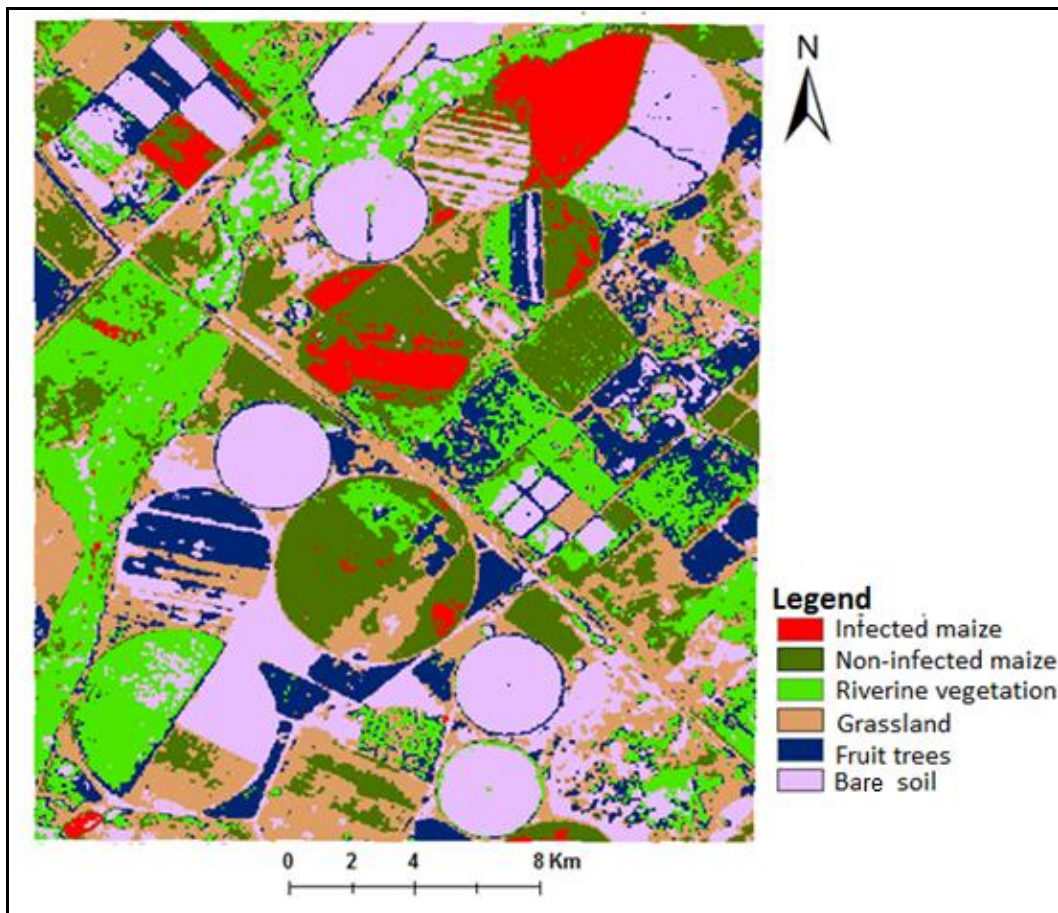 N
Legend
Infected maize
Non-infected maize
Riverine vegetation
Grassland
Fruit trees
Bare soil
0 2 4 8 Km